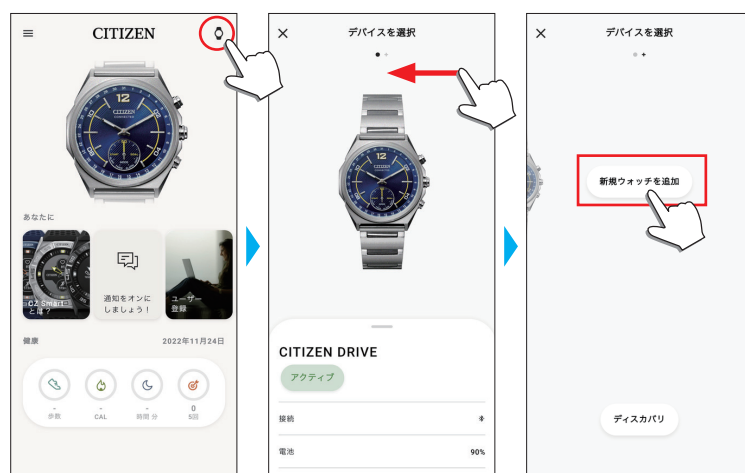 CITIZEN
12
CITIZEN
あなたに
CZ Smart
とは？
通知をオンに
しましょう！
ユーザー
登録
健康
2022年11月24日
-
歩数
-
CAL
-
時間 分
0
5回
デバイスを選択
12
CITIZEN
CITIZEN DRIVE
アクティブ
接続
電池
90%
デバイスを選択
新規ウォッチを追加
ディスカバリ